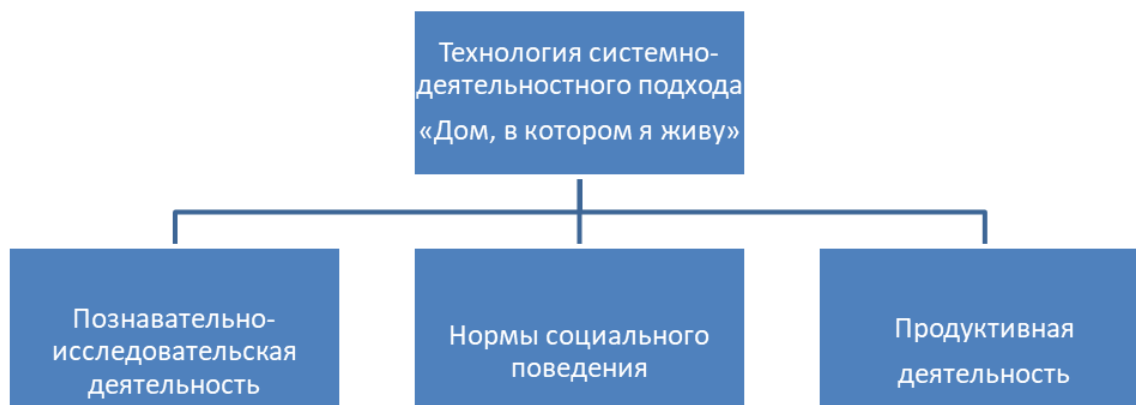 Технология системно-
деятельностного подхода
«Дом, в котором я живу»
Познавательно-
исследовательская
деятельность
Нормы социального
поведения
Продуктивная
деятельность